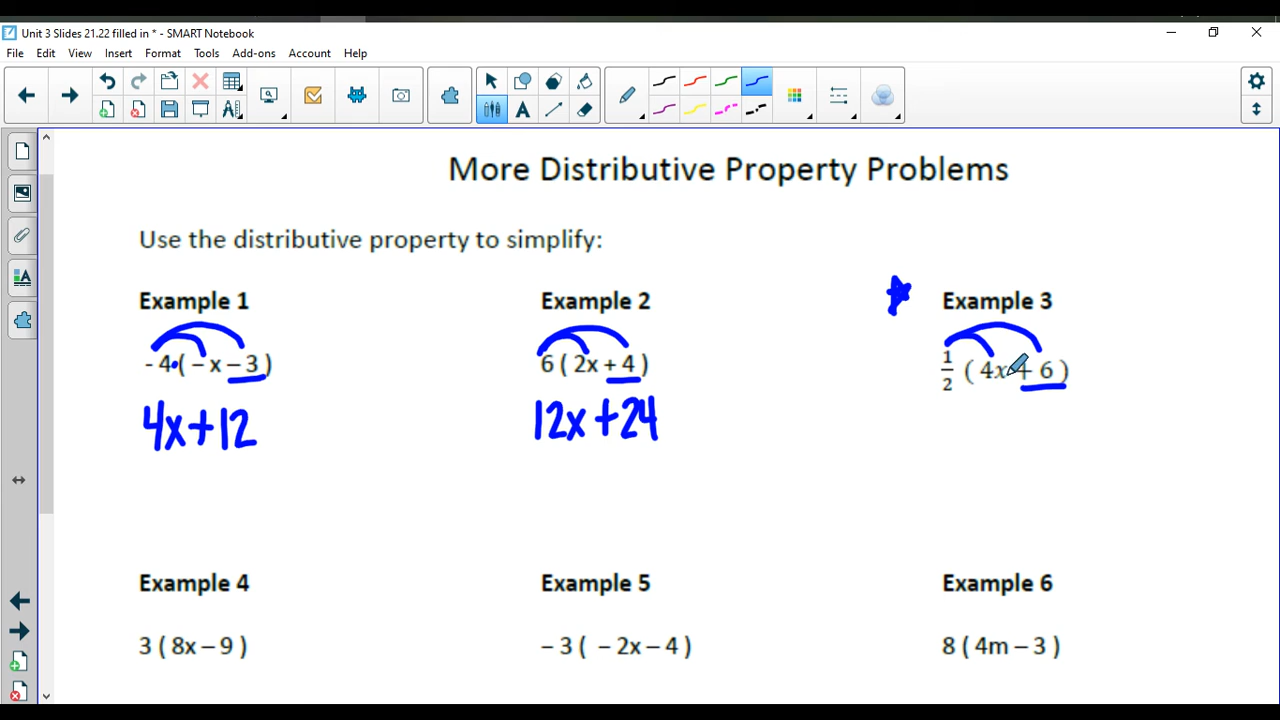 Unit 3 Slides 21.22 filled in * - SMART Notebook
File Edit View Insert Format Tools Add-ons Account Help
More Distributive Property Problems
Use the distributive property to simplify:
Example 1 Example 2 Example 3
- 4 • ( – x – 3 ) 6 ( 2x + 4 ) 1/2 ( 4x + 6 )
4x + 12 12x + 24
Example 4 Example 5 Example 6
3 ( 8x – 9 ) – 3 ( – 2x – 4 ) 8 ( 4m – 3 )